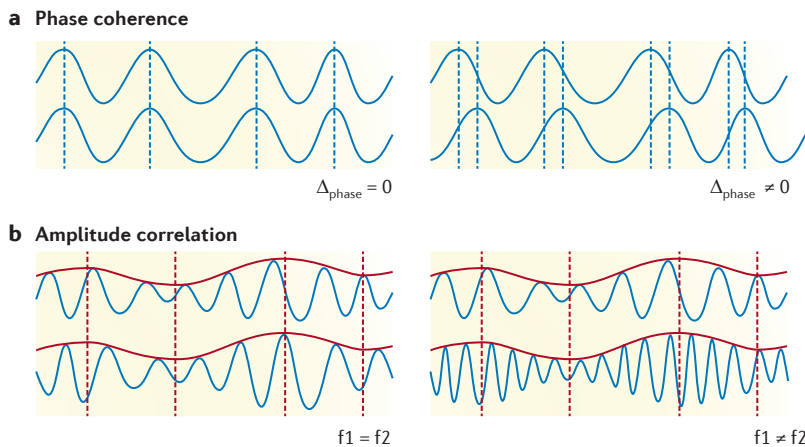 a Phase coherence
Δphase = 0
Δphase ≠ 0
b Amplitude correlation
f1 = f2
f1 ≠ f2